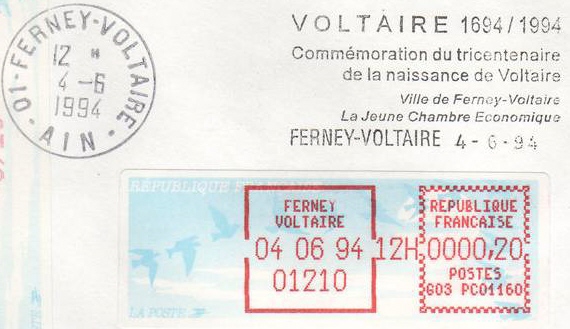 01-FERNEY-VOLTAIRE
12 H
4-6
1994
-AIN-
VOLTAIRE 1694/1994
Commémoration du tricentenaire
de la naissance de Voltaire
Ville de Ferney-Voltaire
La Jeune Chambre Economique
FERNEY-VOLTAIRE 4-6-94
RÉPUBLIQUE FRANÇAISE
FERNEY
VOLTAIRE
04 06 94 12H
01210
REPUBLIQUE
FRANCAISE
0000,20
POSTES
G03 PC01160
LA POSTE